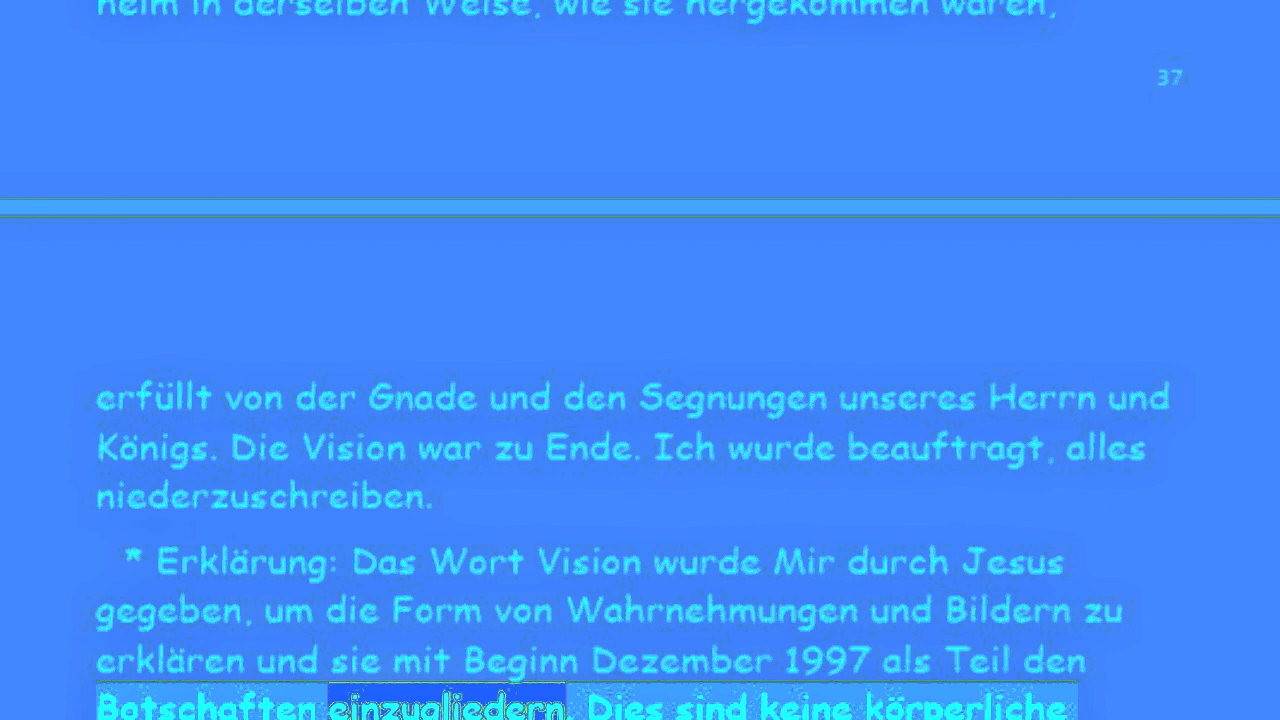 heim in derselben Weise, wie sie hergekommen waren,
37
erfüllt von der Gnade und den Segnungen unseres Herrn und
Königs. Die Vision war zu Ende. Ich wurde beauftragt, alles
niederzuschreiben.
* Erklärung: Das Wort Vision wurde Mir durch Jesus
gegeben, um die Form von Wahrnehmungen und Bildern zu
erklären und sie mit Beginn Dezember 1997 als Teil den
Botschaften einzugliedern. Dies sind keine körperliche